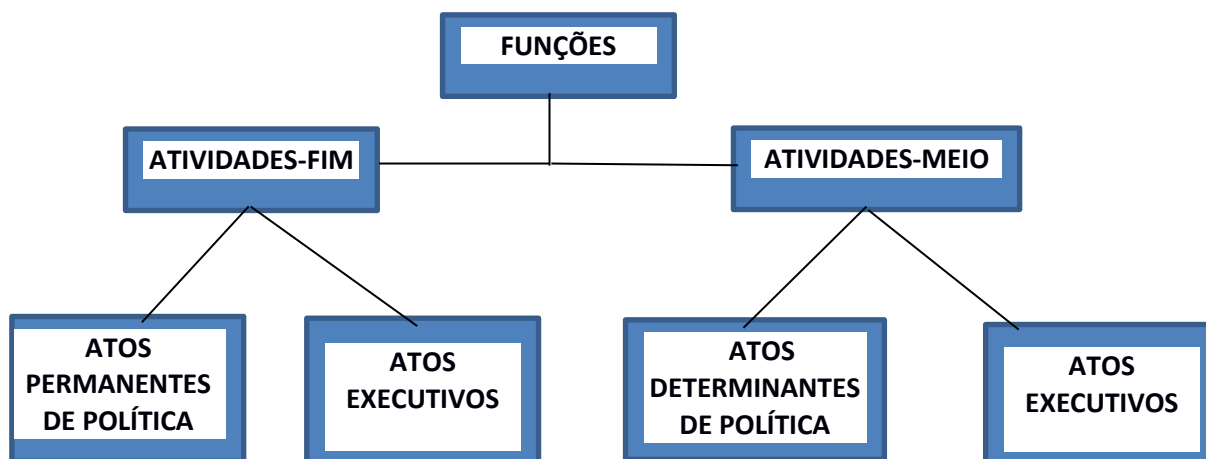 FUNÇÕES
ATIVIDADES-FIM
ATIVIDADES-MEIO
ATOS
PERMANENTES
DE POLÍTICA
ATOS
EXECUTIVOS
ATOS
DETERMINANTES
DE POLÍTICA
ATOS
EXECUTIVOS